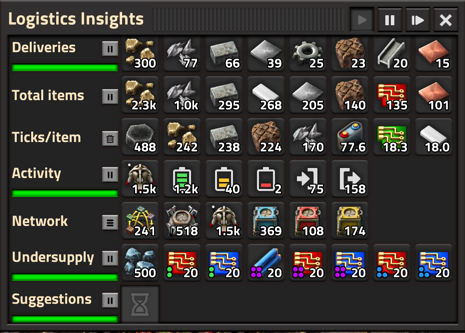 Logistics Insights
Deliveries 300 77 66 39 25 23 20 15
Total items 2.3k 1.0k 295 268 205 140 135 101
Ticks/item 488 242 238 224 170 77.6 18.3 18.0
Activity 1.5k 1.2k 40 2 75 158
Network 241 518 1.5k 369 108 174
Undersupply 500 20 20 20 20 20 20 20
Suggestions